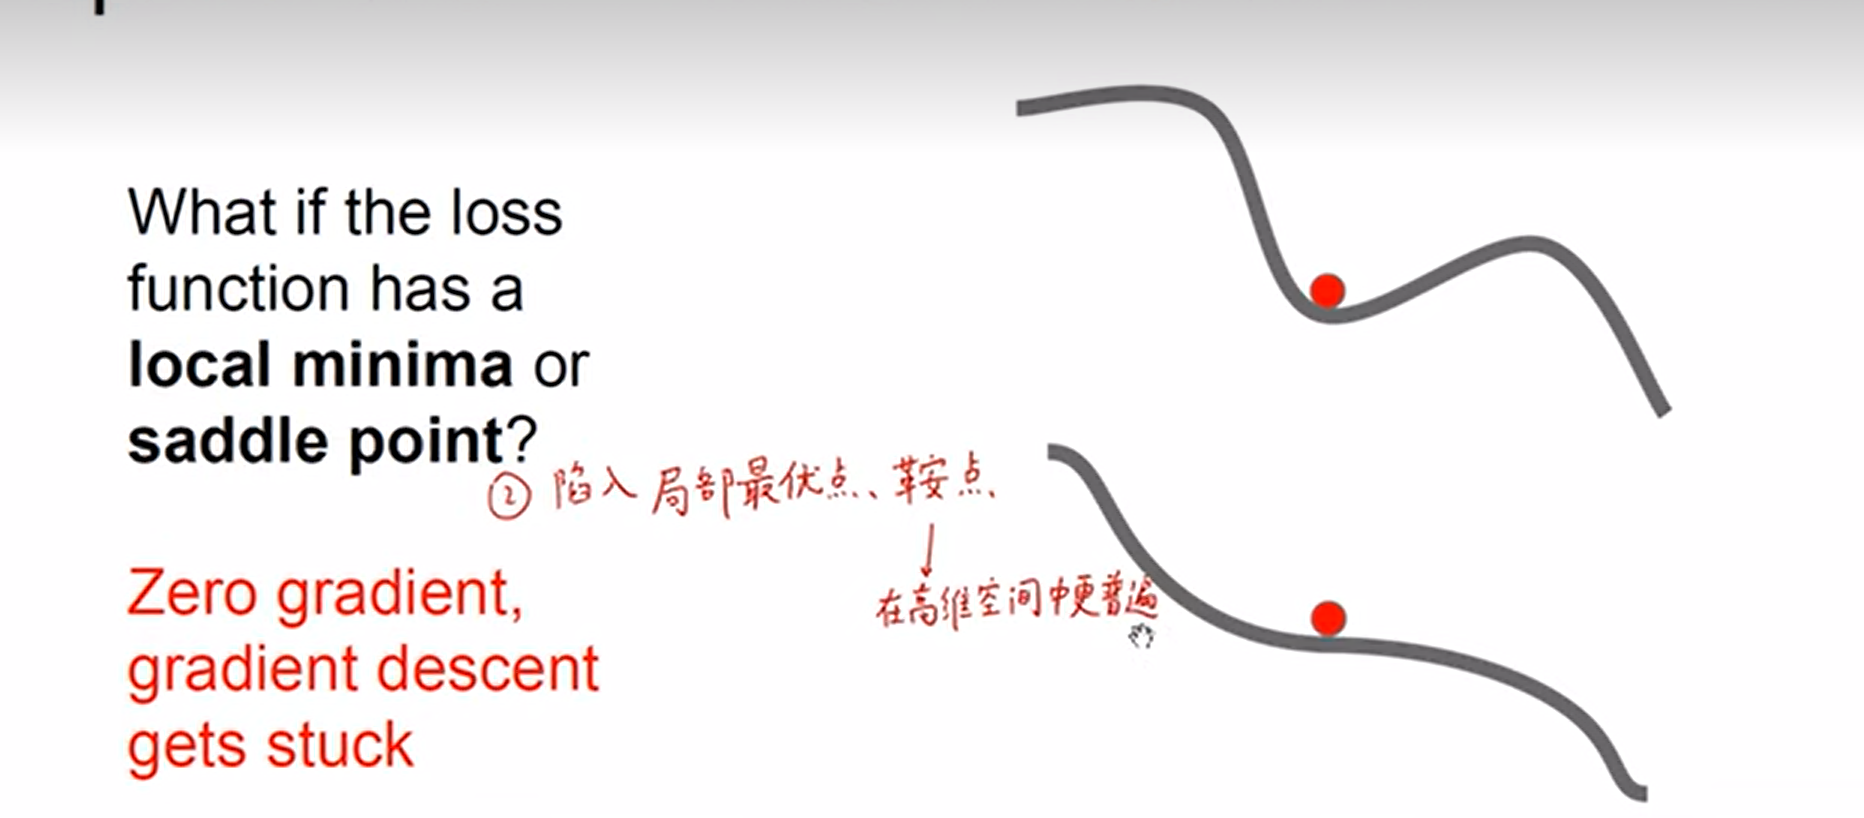 What if the loss
function has a
local minima or
saddle point?
② 陷入局部最优点、鞍点、
在高维空间中更普遍
Zero gradient,
gradient descent
gets stuck